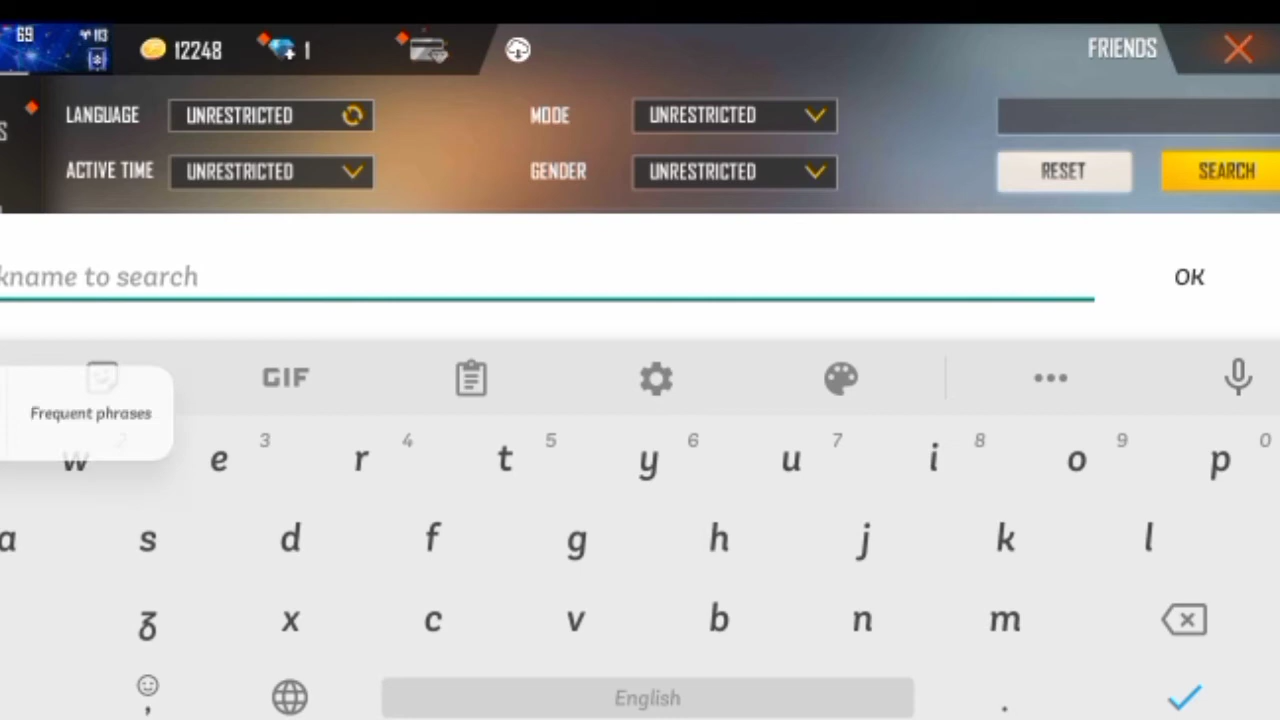 69 113
12248 1 FRIENDS
LANGUAGE UNRESTRICTED MODE UNRESTRICTED
S
ACTIVE TIME UNRESTRICTED GENDER UNRESTRICTED RESET SEARCH
kname to search OK
GIF
Frequent phrases
2 3 4 5 6 7 8 9 0
w e r t y u i o p
a s d f g h j k l
z x c v b n m
, English .